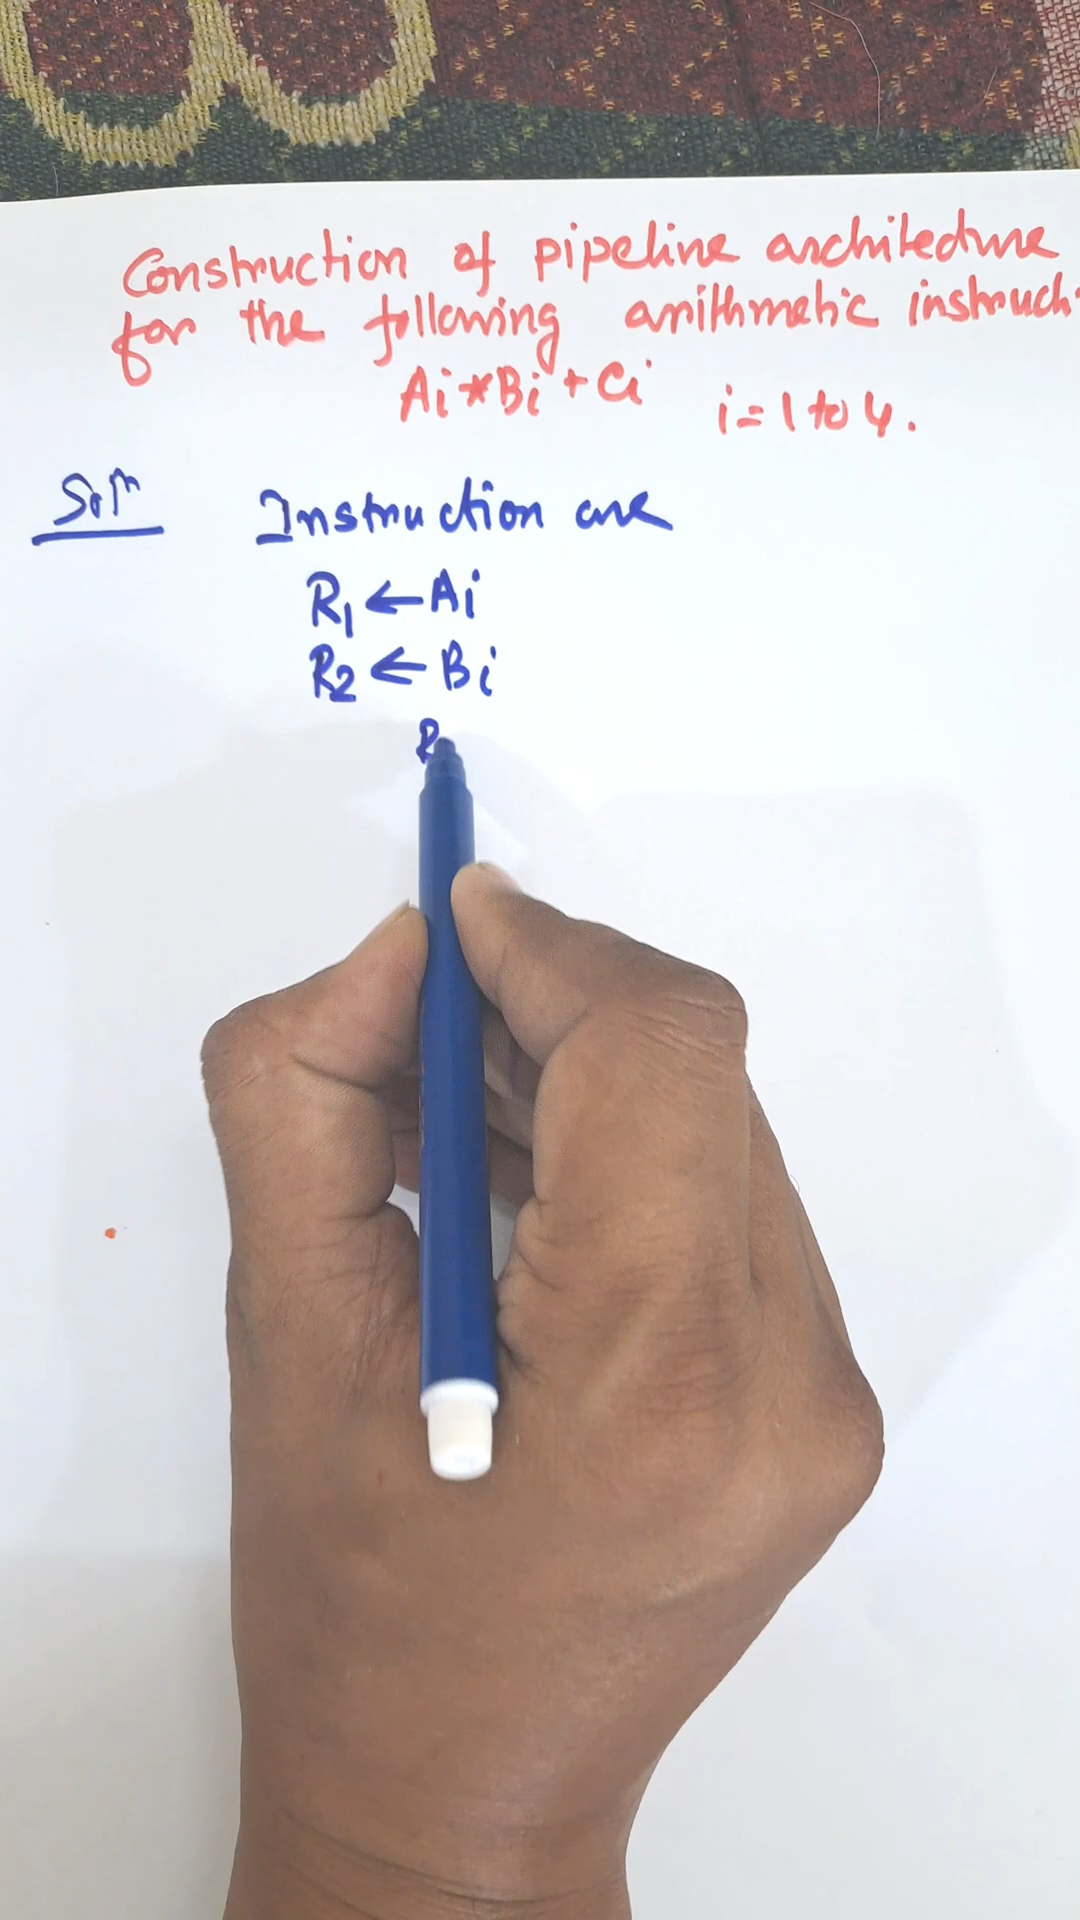 Construction of pipeline architecture
for the following arithmetic instruct
Ai*Bi+Ci i=1 to 4.
Solⁿ Instruction are
R₁←Ai
R₂←Bi
R